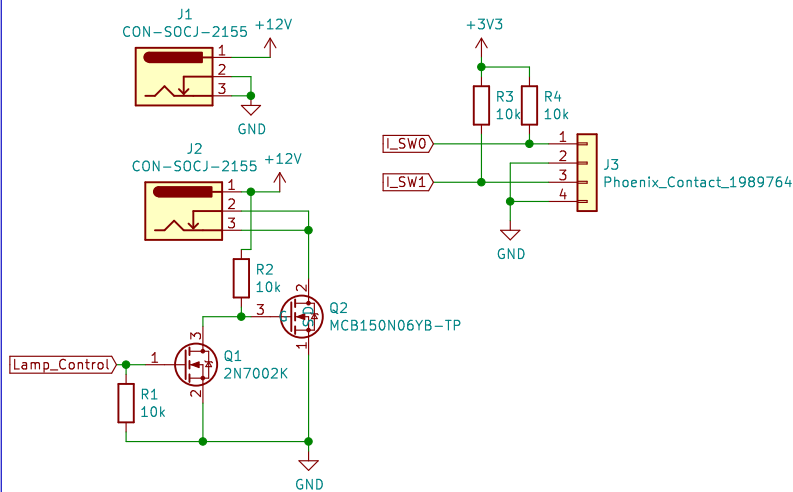 J1
CON-SOCJ-2155
+12V
1
2
3
GND
J2
CON-SOCJ-2155
+12V
1
2
3
R2
10k
2
3
G
S
D
1
Q2
MCB150N06YB-TP
Lamp_Control
1
3
2
Q1
2N7002K
R1
10k
GND
+3V3
R3
10k
R4
10k
I_SW0
I_SW1
1
2
3
4
J3
Phoenix_Contact_1989764
GND